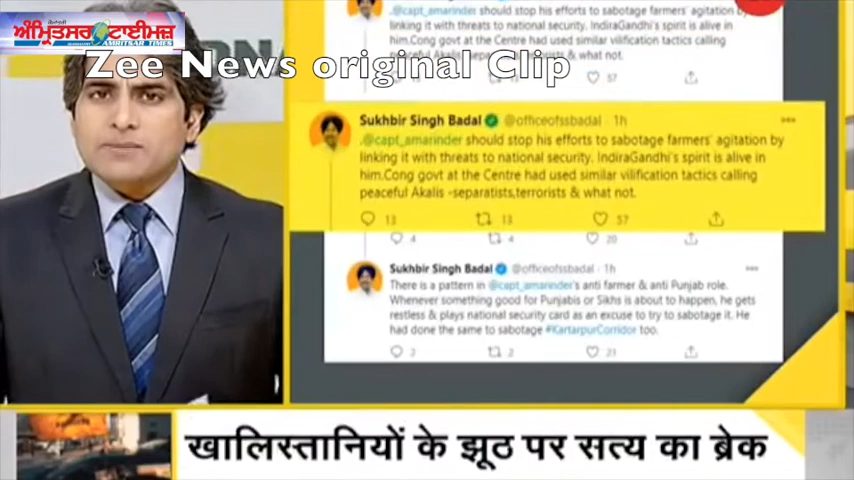 ਅੰਮ੍ਰਿਤਸਰ ਟਾਈਮਜ਼
AMRITSAR TIMES
Zee News original Clip
.@capt_amarinder should stop his efforts to sabotage farmers' agitation by
linking it with threats to national security. IndiraGandhi's spirit is alive in
him.Cong govt at the Centre had used similar vilification tactics calling
57
Sukhbir Singh Badal @officeofssbadal · 1h
.@capt_amarinder should stop his efforts to sabotage farmers' agitation by
linking it with threats to national security. IndiraGandhi's spirit is alive in
him.Cong govt at the Centre had used similar vilification tactics calling
peaceful Akalis -separatists,terrorists & what not.
13 13 57
4 4 20
Sukhbir Singh Badal @officeofssbadal · 1h
There is a pattern in @capt_amarinder's anti farmer & anti Punjab role.
Whenever something good for Punjabis or Sikhs is about to happen, he gets
restless & plays national security card as an excuse to try to sabotage it. He
had done the same to sabotage #KartarpurCorridor too.
2 2 21
खालिस्तानियों के झूठ पर सत्य का ब्रेक